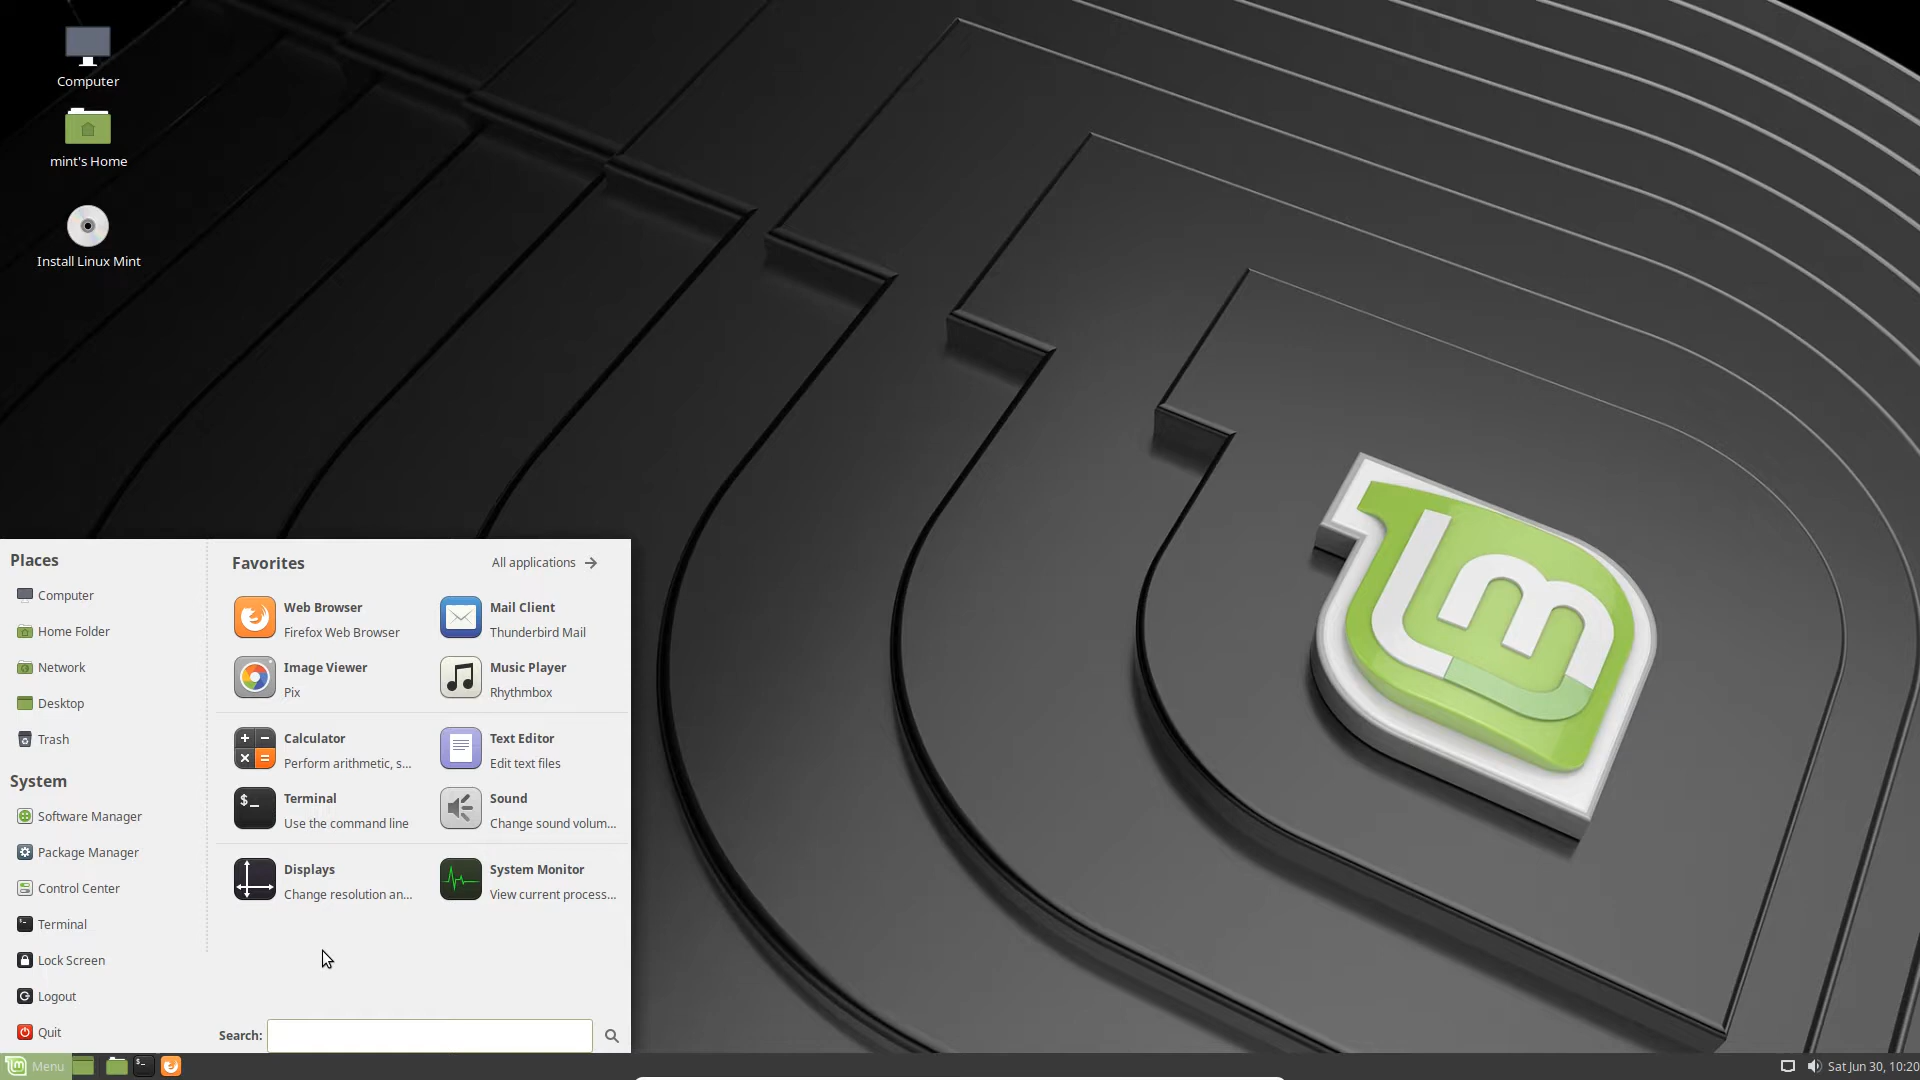 Computer
mint's Home
Install Linux Mint
Places
Computer
Home Folder
Network
Desktop
Trash
System
Software Manager
Package Manager
Control Center
Terminal
Lock Screen
Logout
Quit
Favorites
All applications
Web Browser
Firefox Web Browser
Mail Client
Thunderbird Mail
Image Viewer
Pix
Music Player
Rhythmbox
Calculator
Perform arithmetic, s...
Text Editor
Edit text files
Terminal
Use the command line
Sound
Change sound volum...
Displays
Change resolution an...
System Monitor
View current process...
Search:
lm
Menu
Sat Jun 30, 10:20